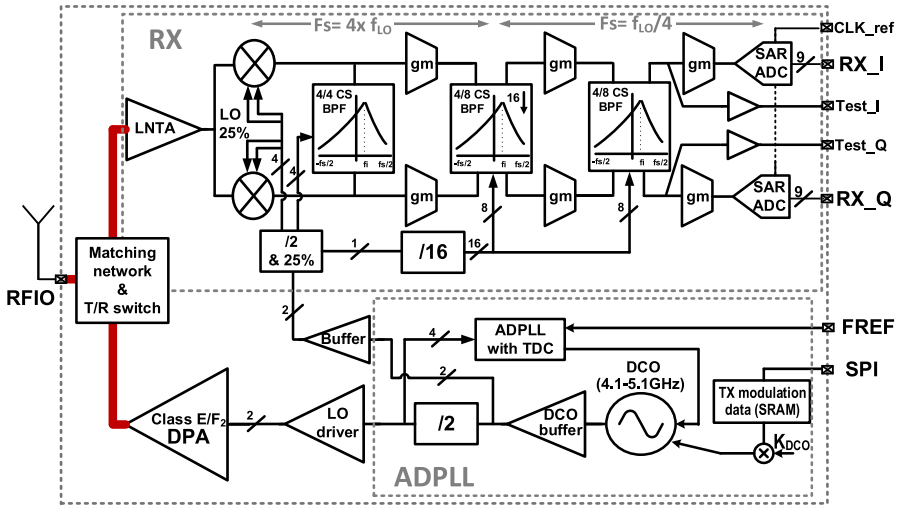 RX
Fs= 4x fLO
Fs= fLO/4
CLK_ref
gm
gm
gm
SAR
ADC
9
RX_I
LNTA
LO
25%
4/4 CS
BPF
-fs/2 fi fs/2
4/8 CS
BPF
16
-fs/2 fi fs/2
4/8 CS
BPF
-fs/2 fi fs/2
Test_I
Test_Q
4
4
gm
gm
gm
SAR
ADC
9
RX_Q
8
8
/2
& 25%
1
/16
16
Matching
network
&
T/R switch
RFIO
2
Buffer
4
2
ADPLL
with TDC
FREF
DCO
(4.1-5.1GHz)
SPI
TX modulation
data (SRAM)
Class E/F2
DPA
2
LO
driver
/2
DCO
buffer
KDCO
ADPLL